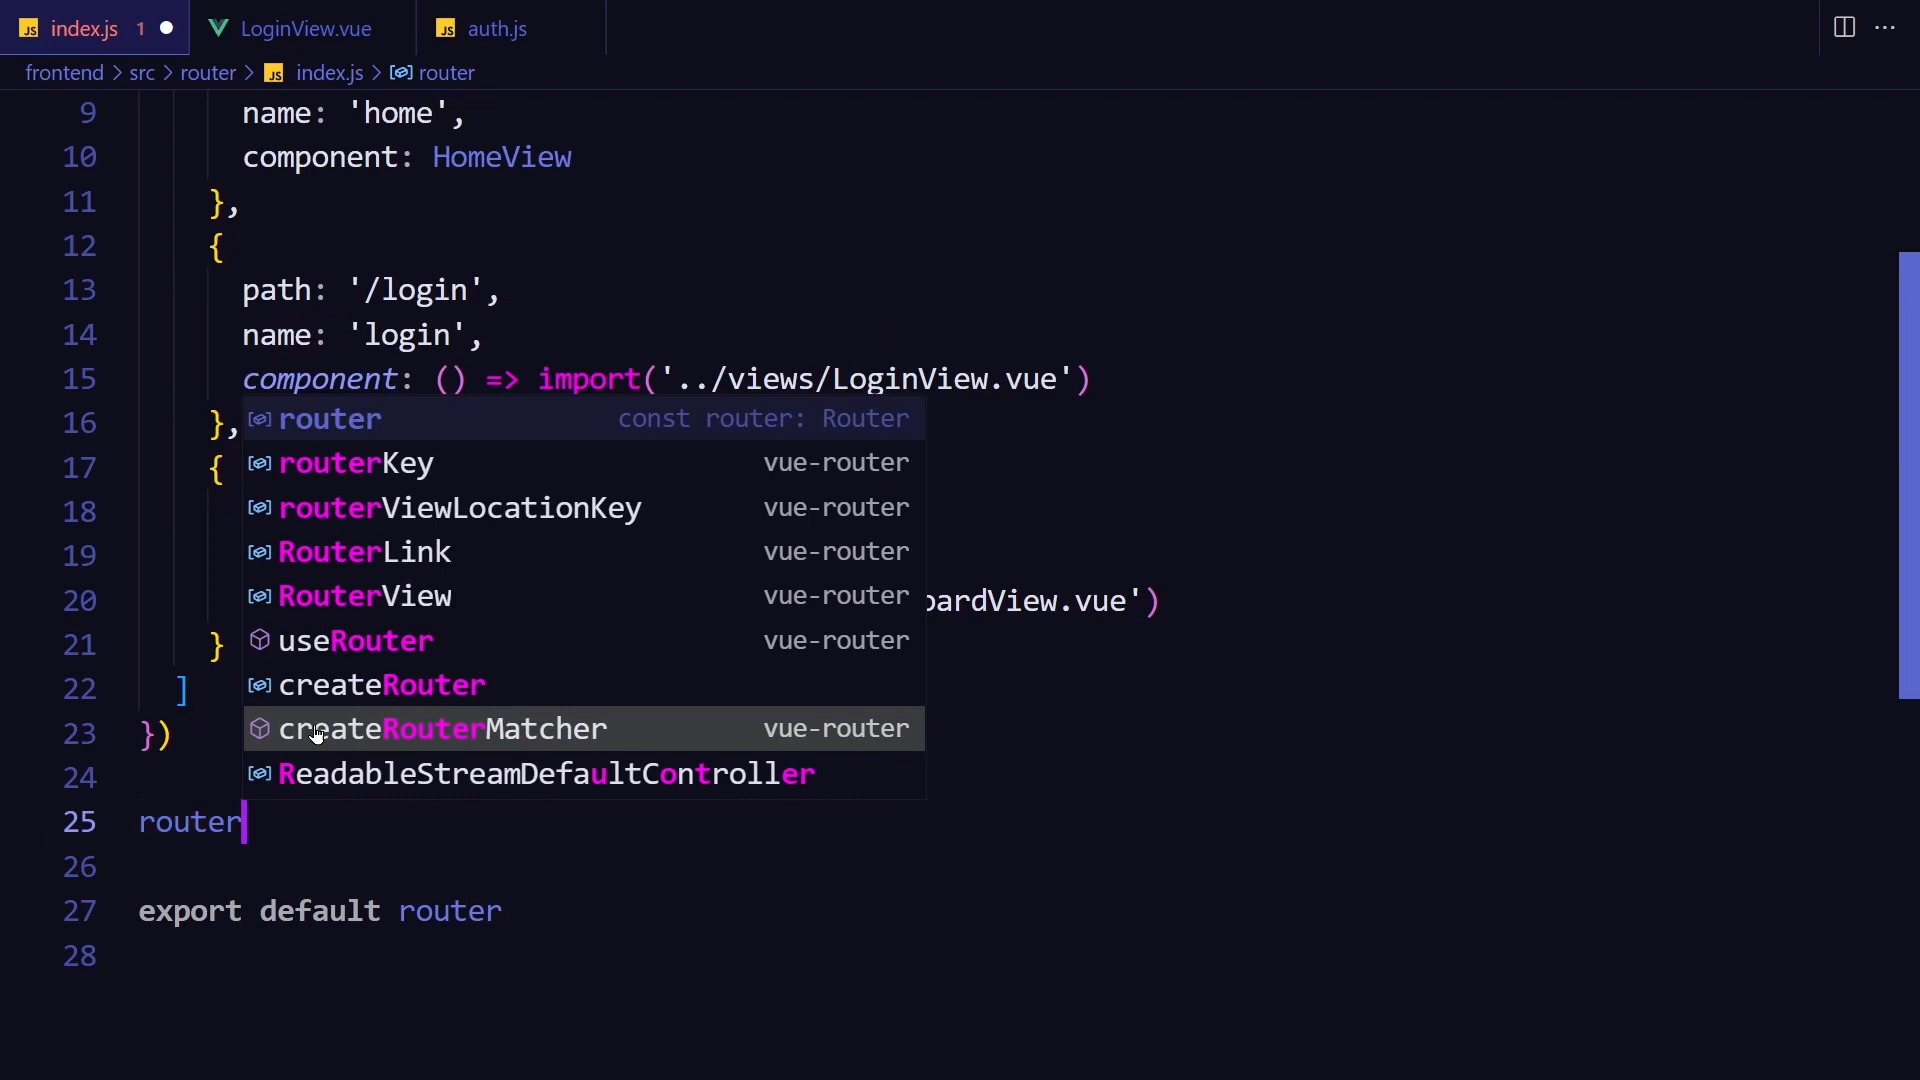 JS index.js 1 LoginView.vue JS auth.js
frontend > src > router > JS index.js > router
9 name: 'home',
10 component: HomeView
11 },
12 {
13 path: '/login',
14 name: 'login',
15 component: () => import('../views/LoginView.vue')
16 }, router const router: Router
17 { routerKey vue-router
18 routerViewLocationKey vue-router
19 RouterLink vue-router
20 RouterView vue-router ardView.vue')
21 } useRouter vue-router
22 ] createRouter
23 }) createRouterMatcher vue-router
24 ReadableStreamDefaultController
25 router
26
27 export default router
28